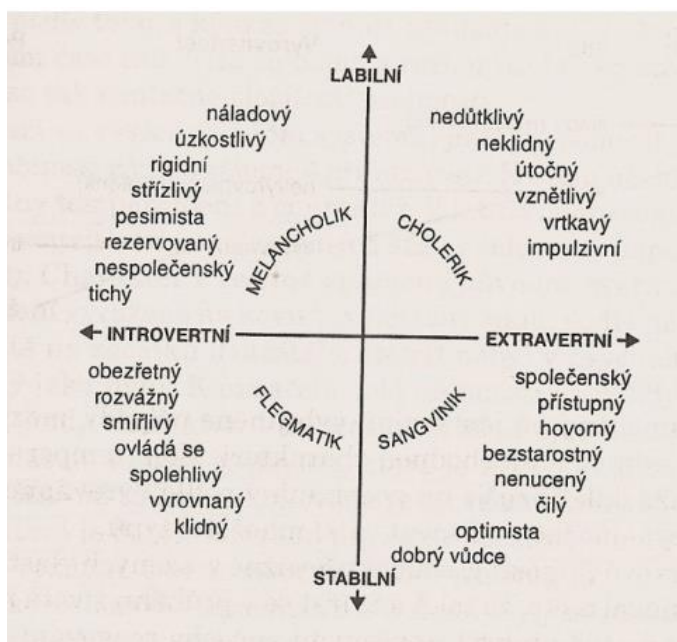 LABILNÍ
náladový
úzkostlivý
rigidní
střízlivý
pesimista
rezervovaný
nespolečenský
tichý
MELANCHOLIK
nedůtklivý
neklidný
útočný
vznětlivý
vrtkavý
impulzivní
CHOLERIK
INTROVERTNÍ
EXTRAVERTNÍ
obezřetný
rozvážný
smířlivý
ovládá se
spolehlivý
vyrovnaný
klidný
FLEGMATIK
SANGVINIK
společenský
přístupný
hovorný
bezstarostný
nenucený
čilý
optimista
dobrý vůdce
STABILNÍ